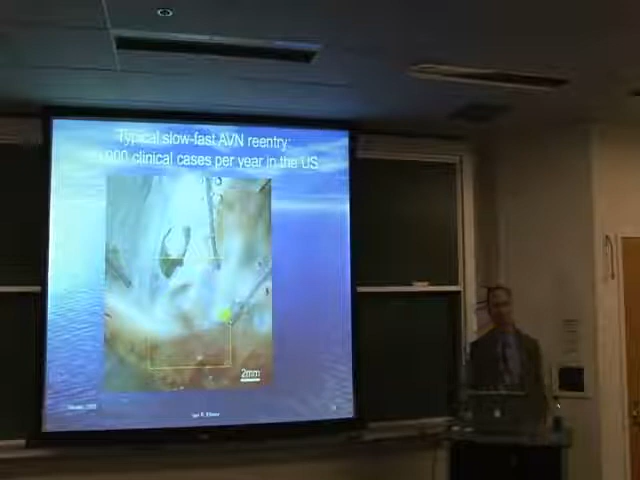 Typical slow-fast AVN reentry:
000 clinical cases per year in the US
2mm